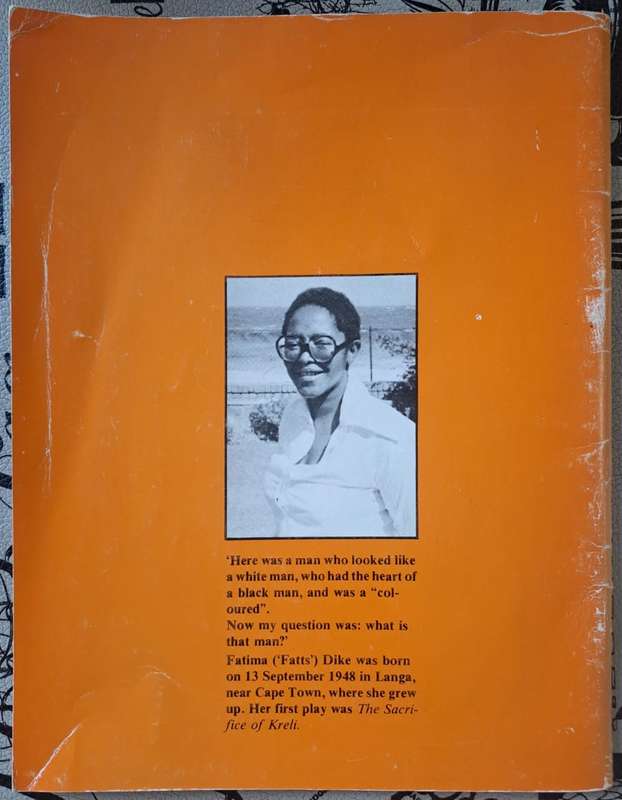 ‘Here was a man who looked like
a white man, who had the heart of
a black man, and was a “col-
oured”.
Now my question was: what is
that man?’
Fatima (‘Fatts’) Dike was born
on 13 September 1948 in Langa,
near Cape Town, where she grew
up. Her first play was The Sacri-
fice of Kreli.